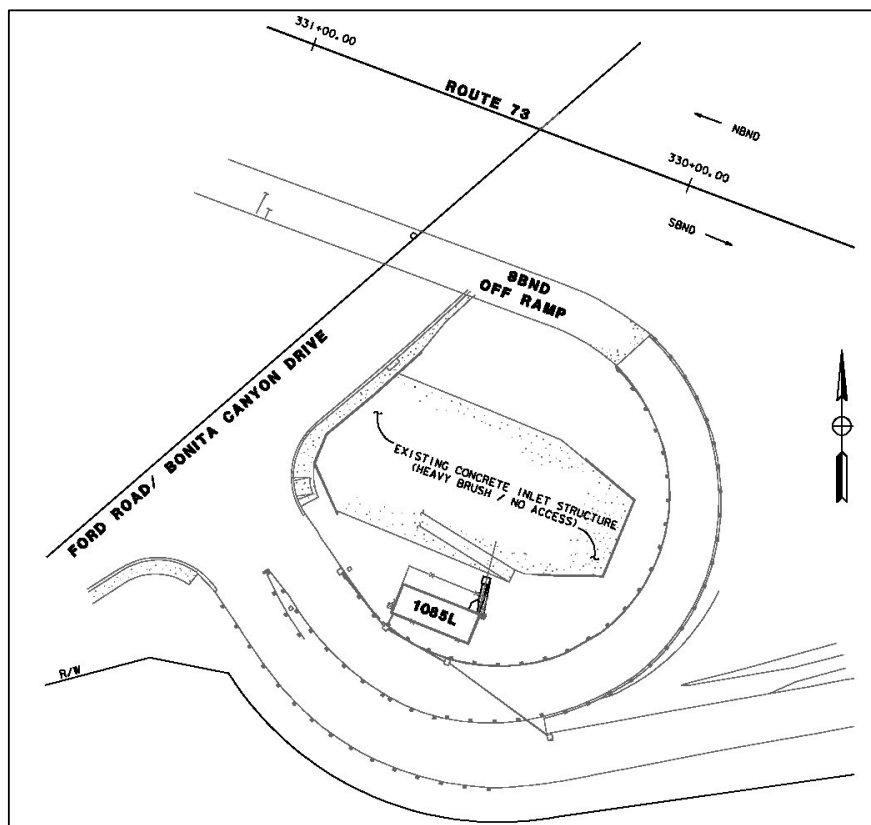 331+00.00
ROUTE 73
NBND
330+00.00
SBND
SBND
OFF RAMP
FORD ROAD/ BONITA CANYON DRIVE
EXISTING CONCRETE INLET STRUCTURE
(HEAVY BRUSH / NO ACCESS)
1085L
R/W